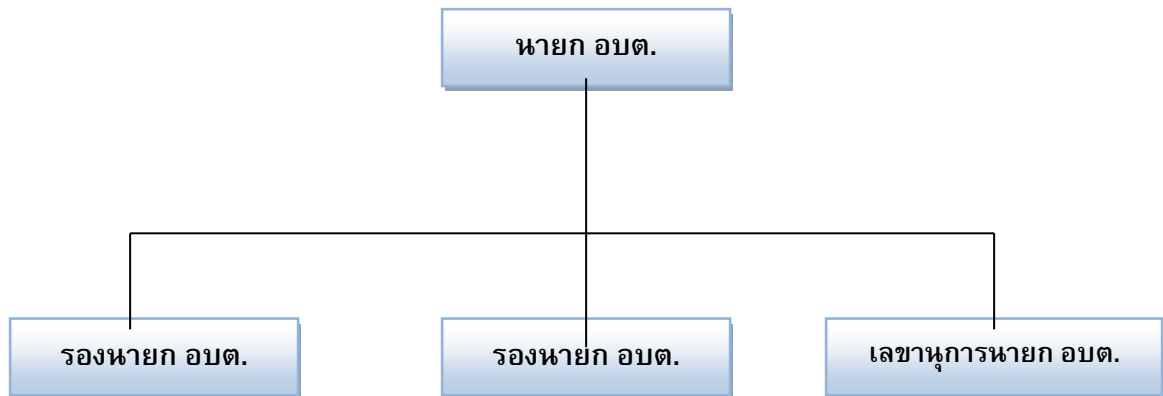 นายก อบต.
รองนายก อบต.
รองนายก อบต.
เลขานุการนายก อบต.